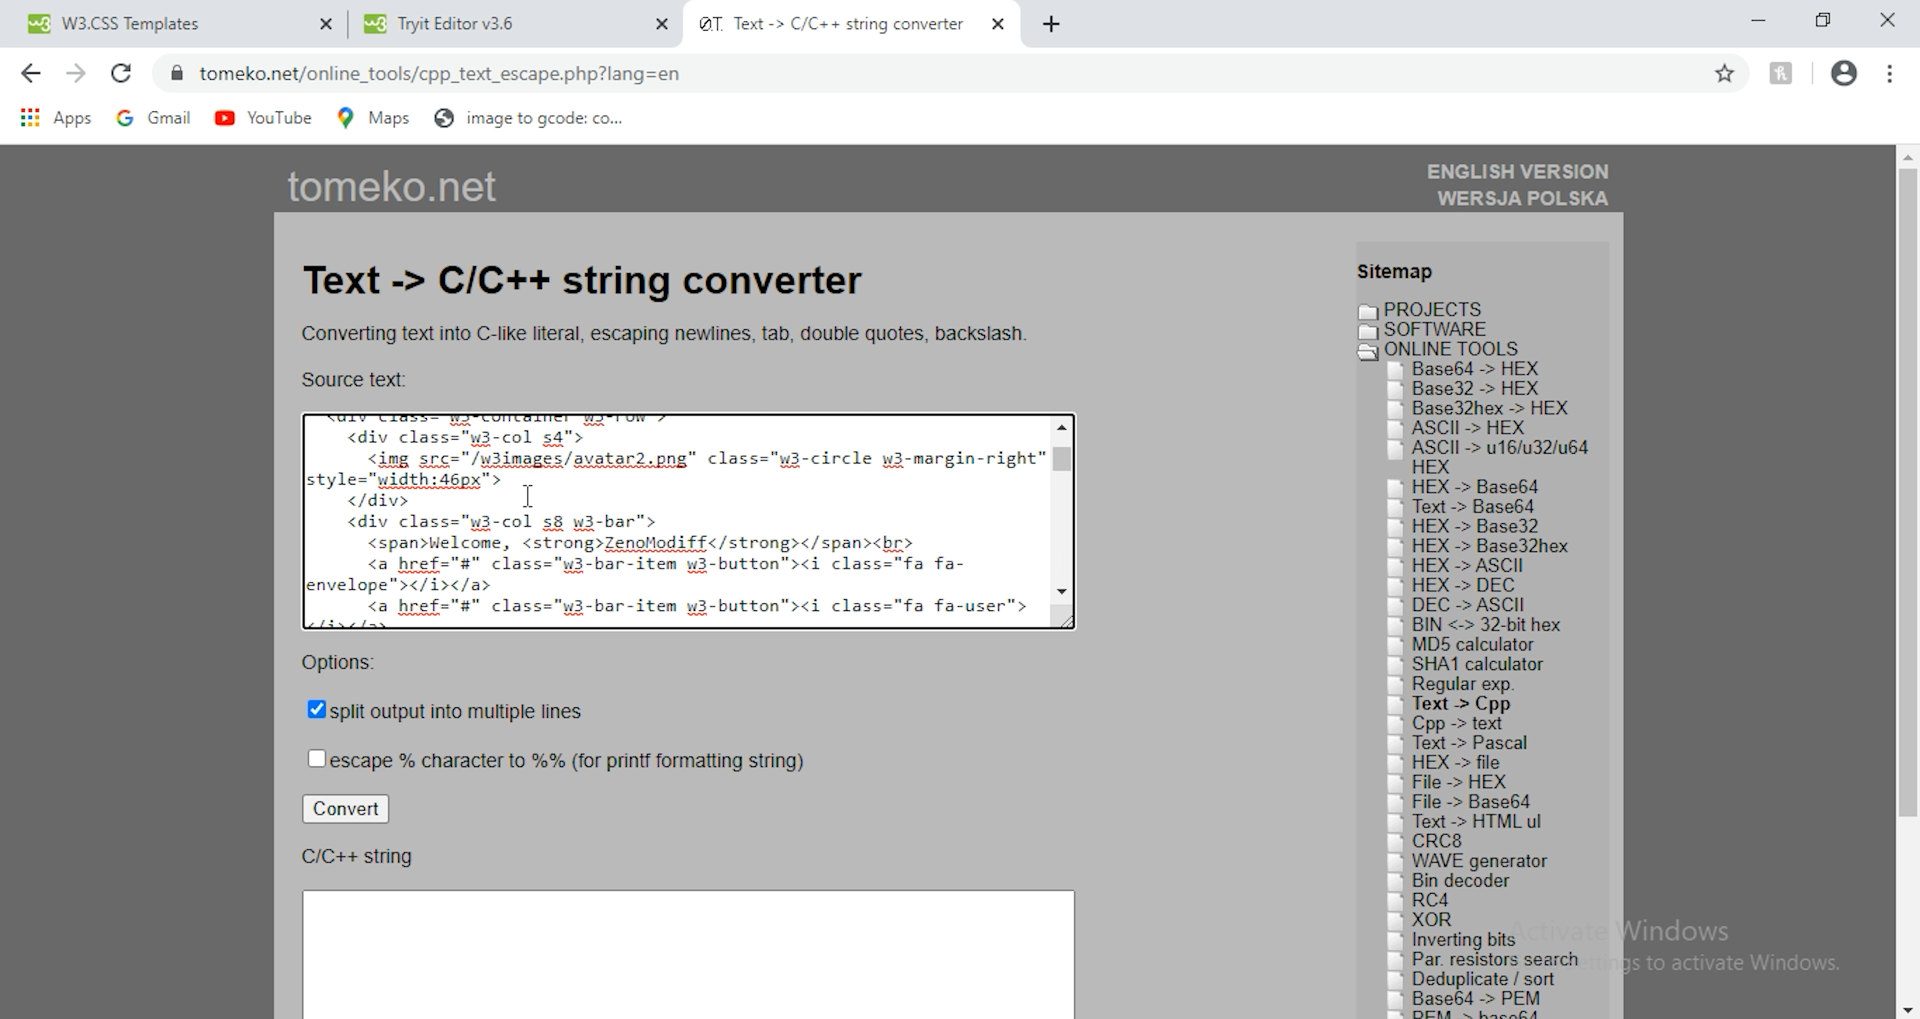 W3.CSS Templates
Tryit Editor v3.6
Text -> C/C++ string converter
tomeko.net/online_tools/cpp_text_escape.php?lang=en
Apps
Gmail
YouTube
Maps
image to gcode: co...
tomeko.net
ENGLISH VERSION
WERSJA POLSKA
Text -> C/C++ string converter
Converting text into C-like literal, escaping newlines, tab, double quotes, backslash.
Source text:
<div class="w3-container w3-row">
<div class="w3-col s4">
<img src="/w3images/avatar2.png" class="w3-circle w3-margin-right"
style="width:46px">
</div>
<div class="w3-col s8 w3-bar">
<span>Welcome, <strong>ZenoModiff</strong></span><br>
<a href="#" class="w3-bar-item w3-button"><i class="fa fa-
envelope"></i></a>
<a href="#" class="w3-bar-item w3-button"><i class="fa fa-user">
</i></a>
Options:
split output into multiple lines
escape % character to %% (for printf formatting string)
Convert
C/C++ string
Sitemap
PROJECTS
SOFTWARE
ONLINE TOOLS
Base64 -> HEX
Base32 -> HEX
Base32hex -> HEX
ASCII -> HEX
ASCII -> u16/u32/u64
HEX
HEX -> Base64
Text -> Base64
HEX -> Base32
HEX -> Base32hex
HEX -> ASCII
HEX -> DEC
DEC -> ASCII
BIN <-> 32-bit hex
MD5 calculator
SHA1 calculator
Regular exp.
Text -> Cpp
Cpp -> text
Text -> Pascal
HEX -> file
File -> HEX
File -> Base64
Text -> HTML ul
CRC8
WAVE generator
Bin decoder
RC4
XOR
Inverting bits
Par. resistors search
Deduplicate / sort
Base64 -> PEM
PEM -> base64
Activate Windows
settings to activate Windows.